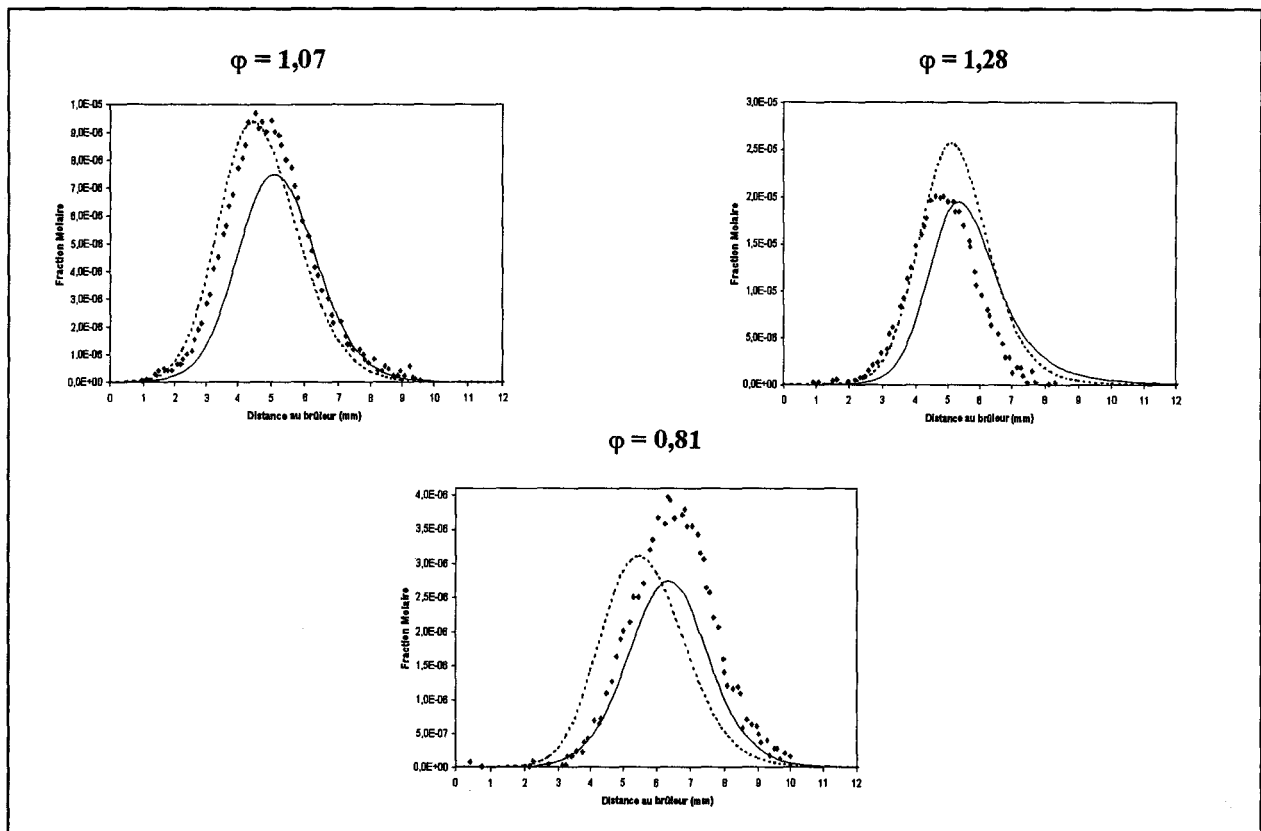 φ = 1,07
φ = 1,28
1,0E-05
9,0E-06
8,0E-06
7,0E-06
6,0E-06
5,0E-06
4,0E-06
3,0E-06
2,0E-06
1,0E-06
0,0E+00
Fraction Molaire
0 1 2 3 4 5 6 7 8 9 10 11 12
Distance au brûleur (mm)
3,0E-05
2,5E-05
2,0E-05
1,5E-05
1,0E-05
5,0E-06
0,0E+00
Fraction Molaire
0 1 2 3 4 5 6 7 8 9 10 11 12
Distance au brûleur (mm)
φ = 0,81
4,0E-06
3,5E-06
3,0E-06
2,5E-06
2,0E-06
1,5E-06
1,0E-06
5,0E-07
0,0E+00
Fraction Molaire
0 1 2 3 4 5 6 7 8 9 10 11 12
Distance au brûleur (mm)